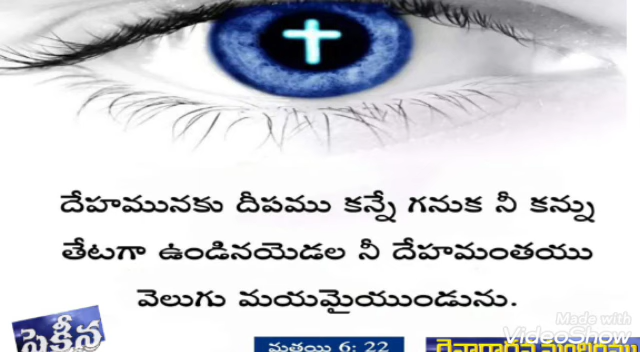 దేహమునకు దీపము కన్నే గనుక నీ కన్ను
తేటగా ఉండినయెడల నీ దేహమంతయు
వెలుగు మయమైయుండును.
Made with
VideoShow
సెకీన
మత్తయి 6: 22